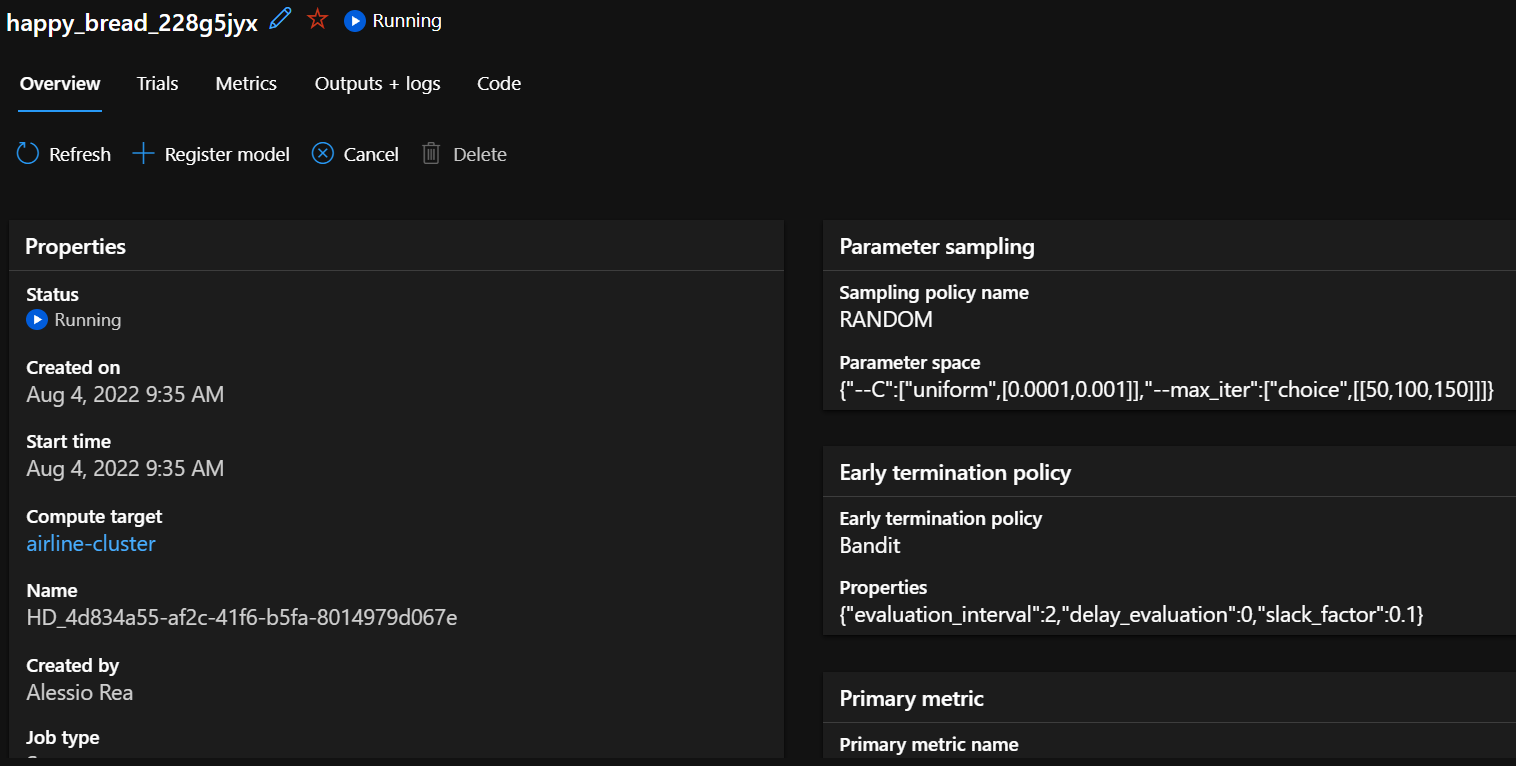 happy_bread_228g5jyx Running
Overview Trials Metrics Outputs + logs Code
Refresh Register model Cancel Delete
Properties
Status
Running
Created on
Aug 4, 2022 9:35 AM
Start time
Aug 4, 2022 9:35 AM
Compute target
airline-cluster
Name
HD_4d834a55-af2c-41f6-b5fa-8014979d067e
Created by
Alessio Rea
Job type
Parameter sampling
Sampling policy name
RANDOM
Parameter space
{"--C":["uniform",[0.0001,0.001]],"--max_iter":["choice",[[50,100,150]]]}
Early termination policy
Early termination policy
Bandit
Properties
{"evaluation_interval":2,"delay_evaluation":0,"slack_factor":0.1}
Primary metric
Primary metric name